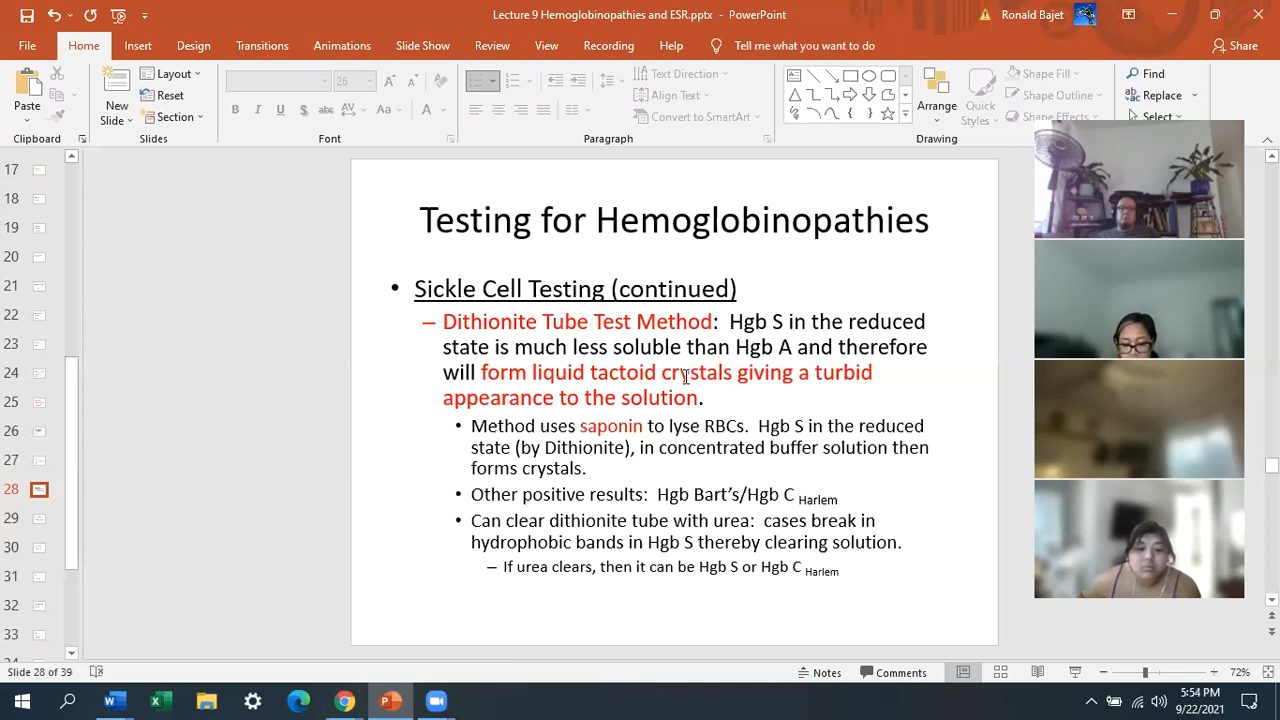 Lecture 9 Hemoglobinopathies and ESR.pptx - PowerPoint
Ronald Bajet
File Home Insert Design Transitions Animations Slide Show Review View Recording Help Tell me what you want to do Share
Paste
Clipboard
New
Slide
Layout
Reset
Section
Slides
25
B I U S abc AV Aa A
Font
Text Direction
Align Text
Convert to SmartArt
Paragraph
Arrange
Quick
Styles
Shape Fill
Shape Outline
Drawing
Find
Replace
Select
17
18
19
20
21
22
23
24
25
26
27
28
29
30
31
32
33
Testing for Hemoglobinopathies
• Sickle Cell Testing (continued)
– Dithionite Tube Test Method: Hgb S in the reduced
state is much less soluble than Hgb A and therefore
will form liquid tactoid crystals giving a turbid
appearance to the solution.
• Method uses saponin to lyse RBCs. Hgb S in the reduced
state (by Dithionite), in concentrated buffer solution then
forms crystals.
• Other positive results: Hgb Bart’s/Hgb C Harlem
• Can clear dithionite tube with urea: cases break in
hydrophobic bands in Hgb S thereby clearing solution.
– If urea clears, then it can be Hgb S or Hgb C Harlem
Slide 28 of 39
Notes
Comments
72%
5:54 PM
9/22/2021